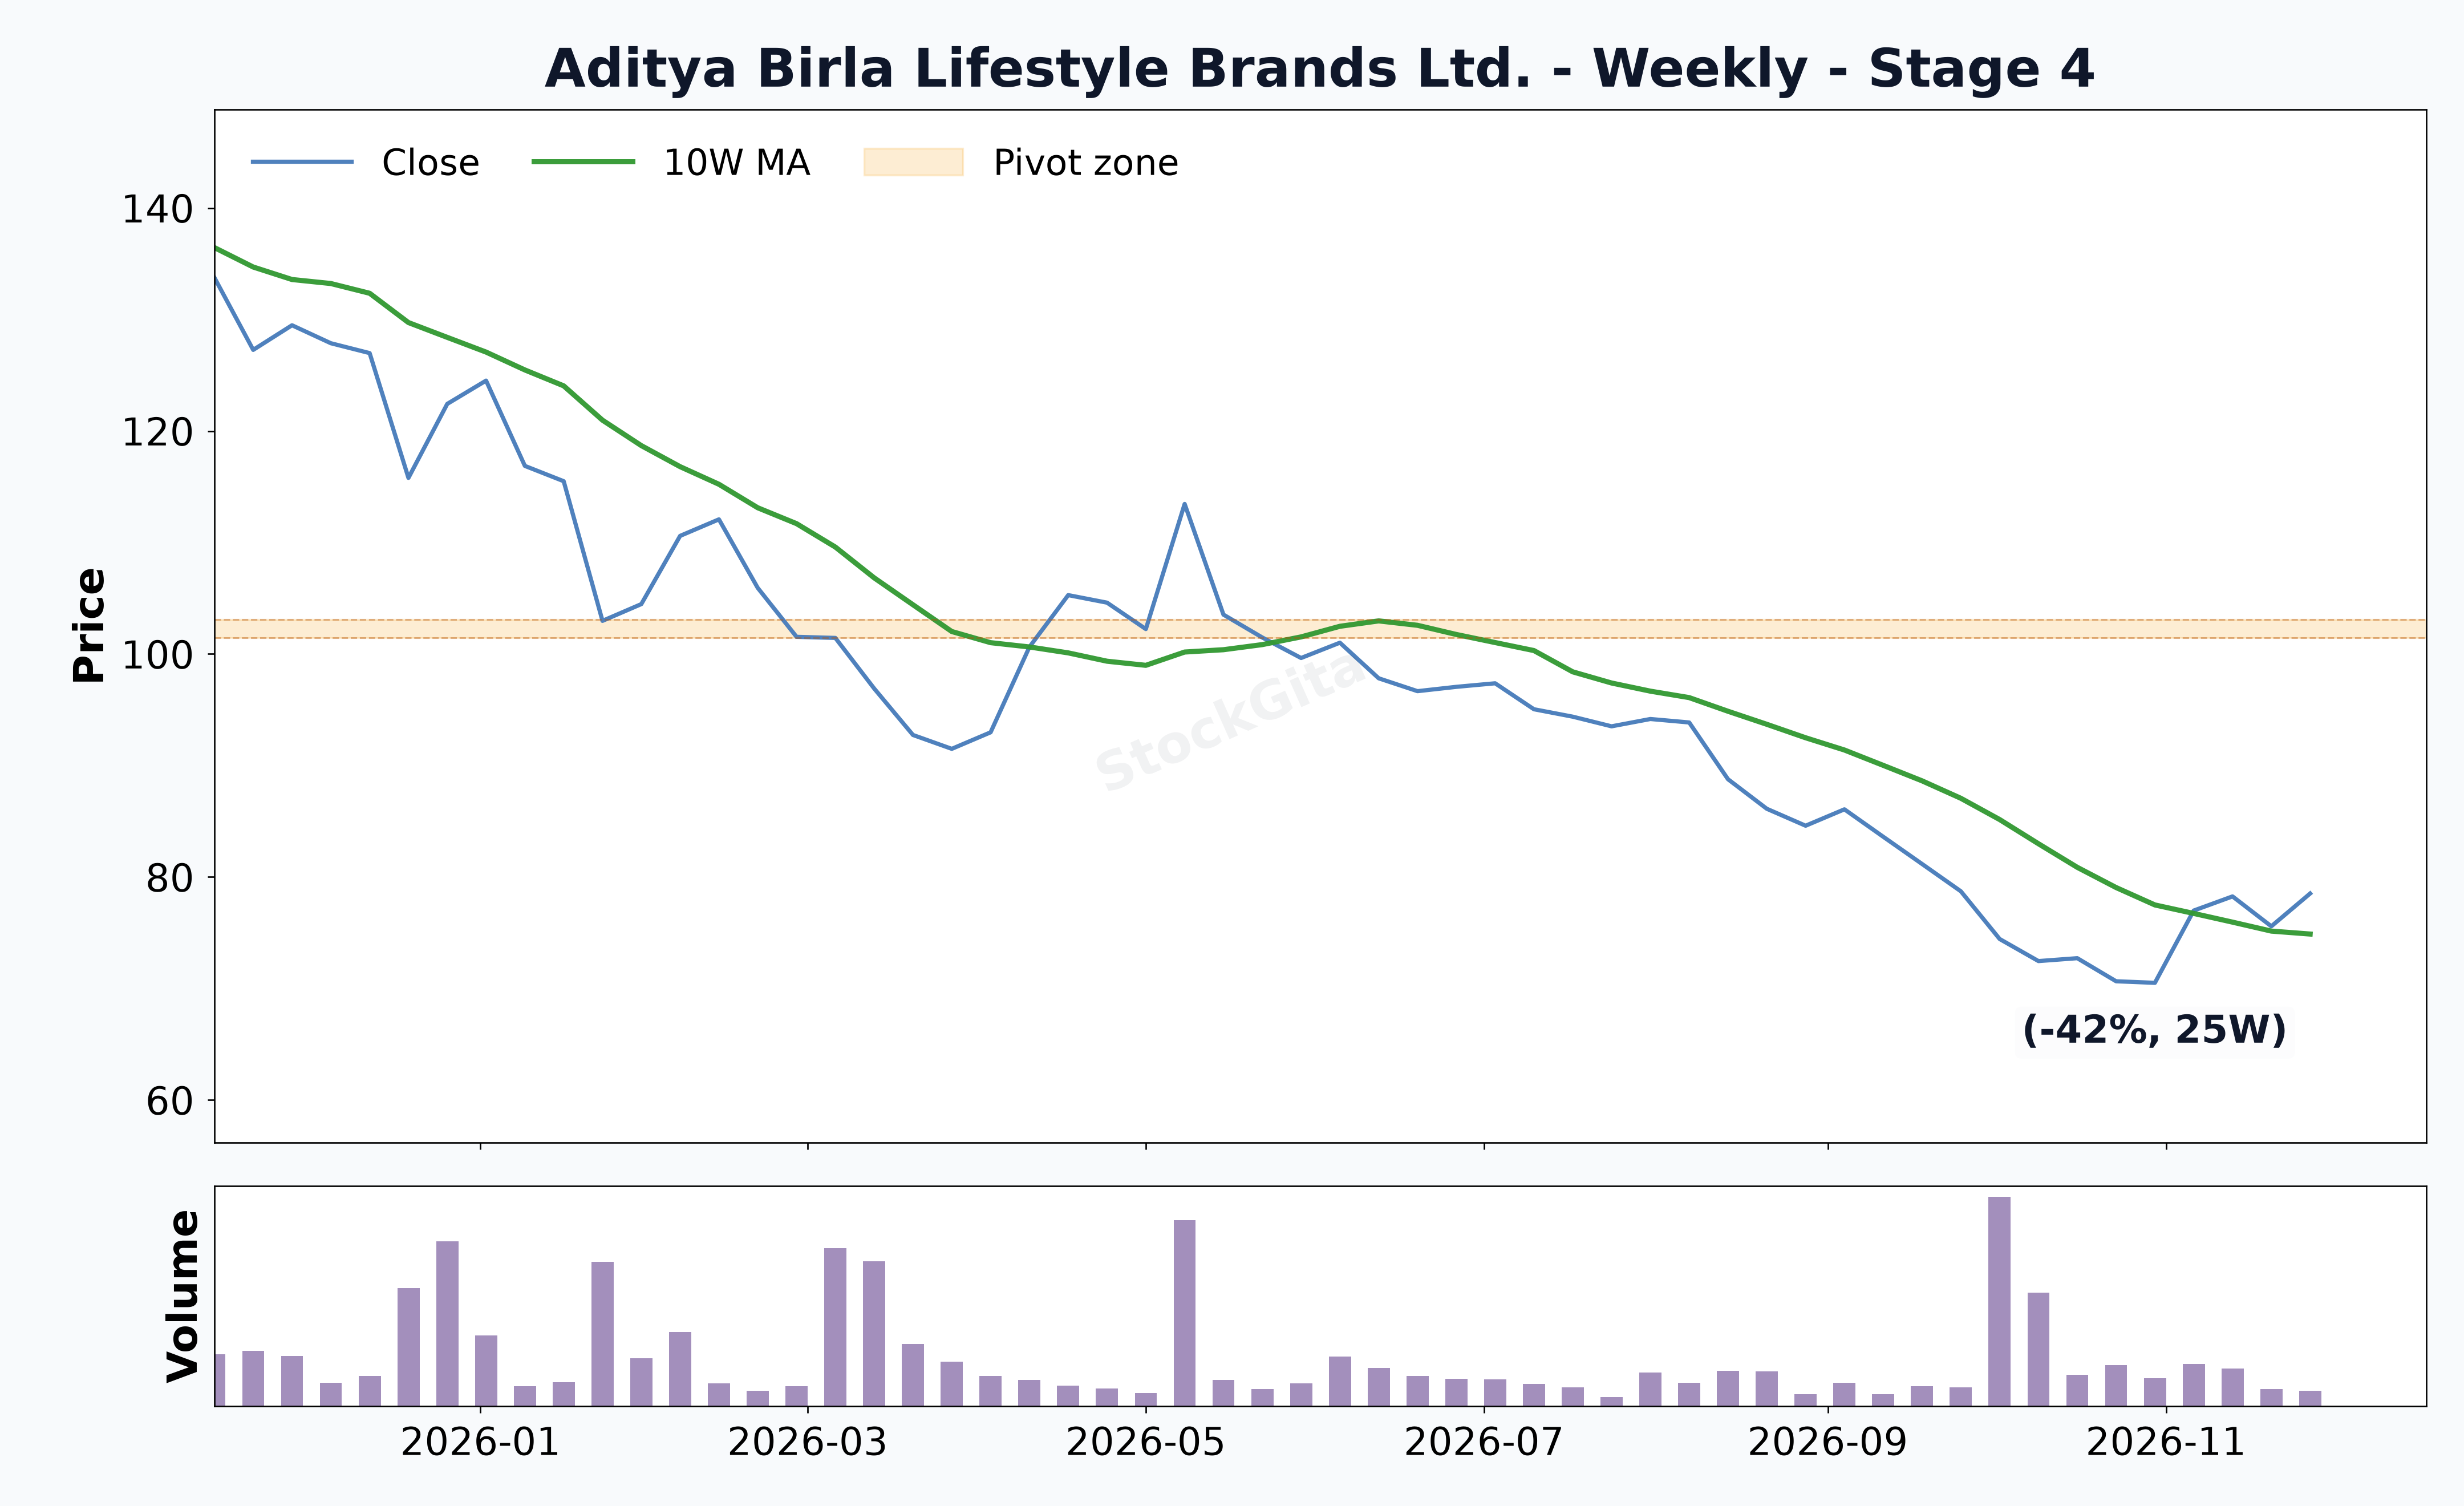 Aditya Birla Lifestyle Brands Ltd. - Weekly - Stage 4
Close 10W MA Pivot zone
140
120
100
80
60
Price
StockGita
(-42%, 25W)
Volume
2026-01 2026-03 2026-05 2026-07 2026-09 2026-11